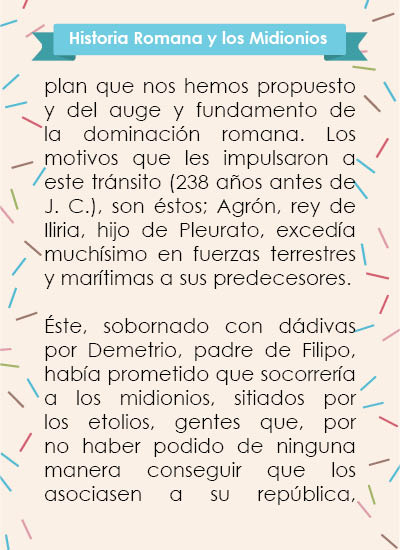 Historia Romana y los Midionios
plan que nos hemos propuesto
y del auge y fundamento de
la dominación romana. Los
motivos que les impulsaron a
este tránsito (238 años antes de
J. C.), son éstos; Agrón, rey de
Iliria, hijo de Pleurato, excedía
muchísimo en fuerzas terrestres
y marítimas a sus predecesores.
Éste, sobornado con dádivas
por Demetrio, padre de Filipo,
había prometido que socorrería
a los midionios, sitiados por
los etolios, gentes que, por
no haber podido de ninguna
manera conseguir que los
asociasen a su república,